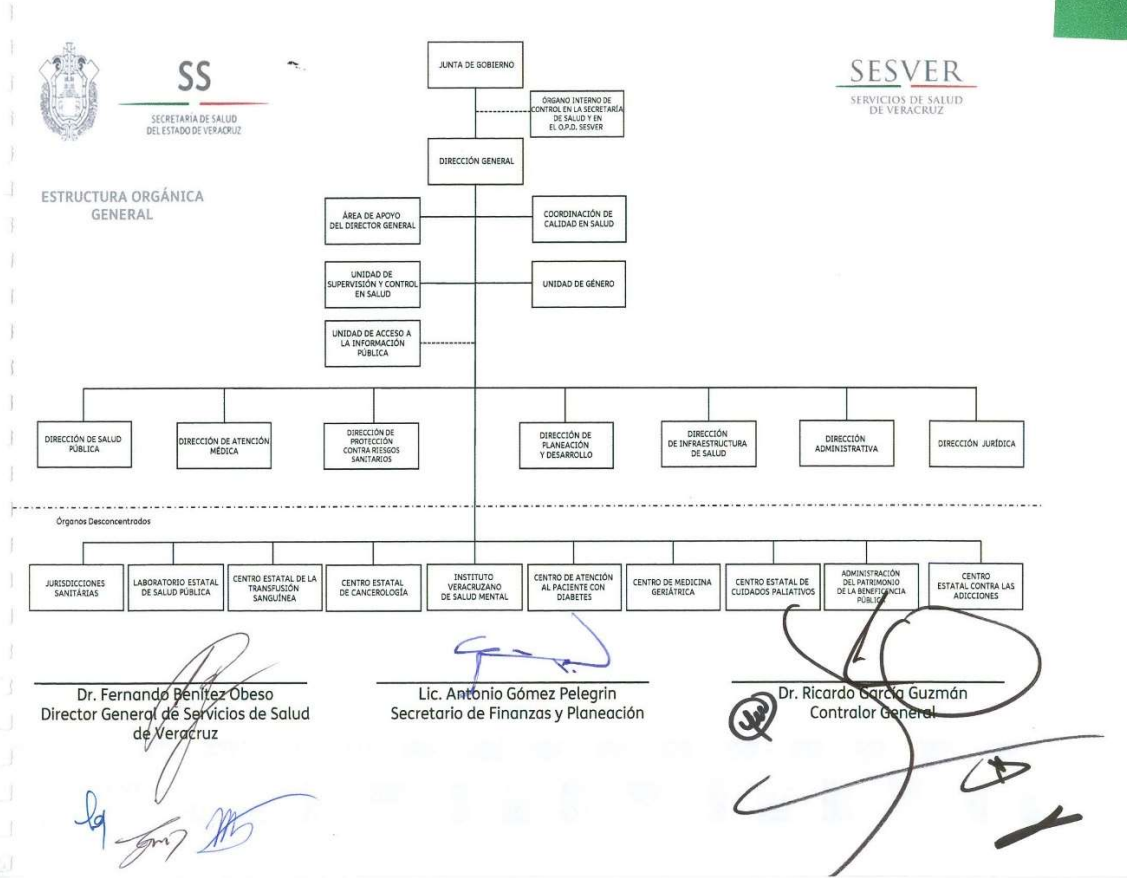 SS
SECRETARÍA DE SALUD
DEL ESTADO DE VERACRUZ
ESTRUCTURA ORGÁNICA
GENERAL
SESVER
SERVICIOS DE SALUD
DE VERACRUZ
JUNTA DE GOBIERNO
ÓRGANO INTERNO DE
CONTROL EN LA SECRETARÍA
DE SALUD Y EN
EL O.P.D. SESVER
DIRECCIÓN GENERAL
ÁREA DE APOYO
DEL DIRECTOR GENERAL
COORDINACIÓN DE
CALIDAD EN SALUD
UNIDAD DE
SUPERVISIÓN Y CONTROL
EN SALUD
UNIDAD DE GÉNERO
UNIDAD DE ACCESO A
LA INFORMACIÓN
PÚBLICA
DIRECCIÓN DE SALUD
PÚBLICA
DIRECCIÓN DE ATENCIÓN
MÉDICA
DIRECCIÓN DE
PROTECCIÓN
CONTRA RIESGOS
SANITARIOS
DIRECCIÓN DE
PLANEACIÓN
Y DESARROLLO
DIRECCIÓN
DE INFRAESTRUCTURA
DE SALUD
DIRECCIÓN
ADMINISTRATIVA
DIRECCIÓN JURÍDICA
Órganos Desconcentrados
JURISDICCIONES
SANITÁRIAS
LABORATORIO ESTATAL
DE SALUD PÚBLICA
CENTRO ESTATAL DE LA
TRANSFUSIÓN
SANGUÍNEA
CENTRO ESTATAL
DE CANCEROLOGÍA
INSTITUTO
VERACRUZANO
DE SALUD MENTAL
CENTRO DE ATENCIÓN
AL PACIENTE CON
DIABETES
CENTRO DE MEDICINA
GERIÁTRICA
CENTRO ESTATAL DE
CUIDADOS PALIATIVOS
ADMINISTRACIÓN
DEL PATRIMONIO
DE LA BENEFICENCIA
PÚBLICA
CENTRO
ESTATAL CONTRA LAS
ADICCIONES
Dr. Fernando Benítez Obeso
Director General de Servicios de Salud
de Veracruz
Lic. Antonio Gómez Pelegrin
Secretario de Finanzas y Planeación
Dr. Ricardo García Guzmán
Contralor General